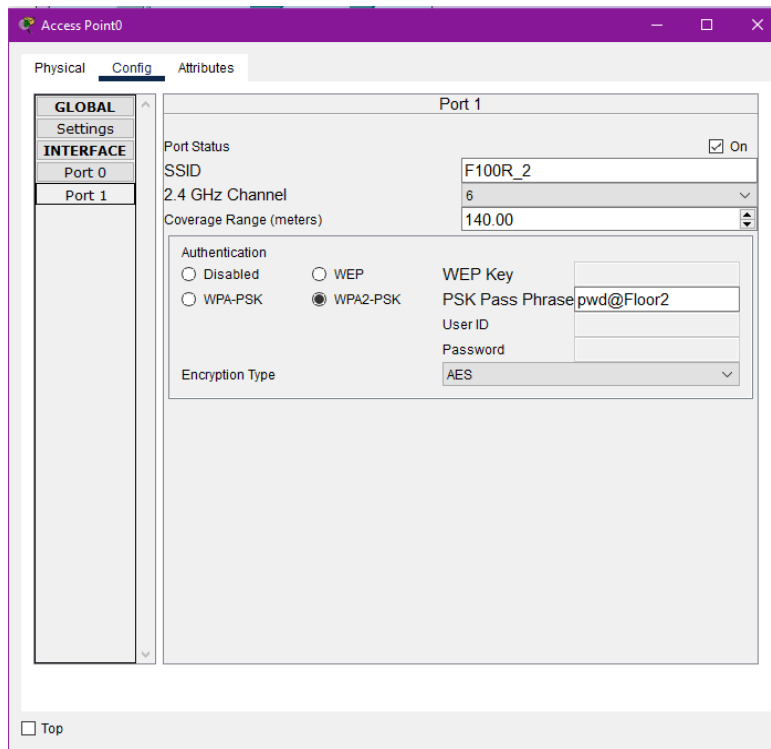 Access Point0
Physical Config Attributes
GLOBAL
Settings
INTERFACE
Port 0
Port 1
Port 1
Port Status On
SSID F100R_2
2.4 GHz Channel 6
Coverage Range (meters) 140.00
Authentication
Disabled WEP WEP Key
WPA-PSK WPA2-PSK PSK Pass Phrase pwd@Floor2
User ID
Password
Encryption Type AES
Top